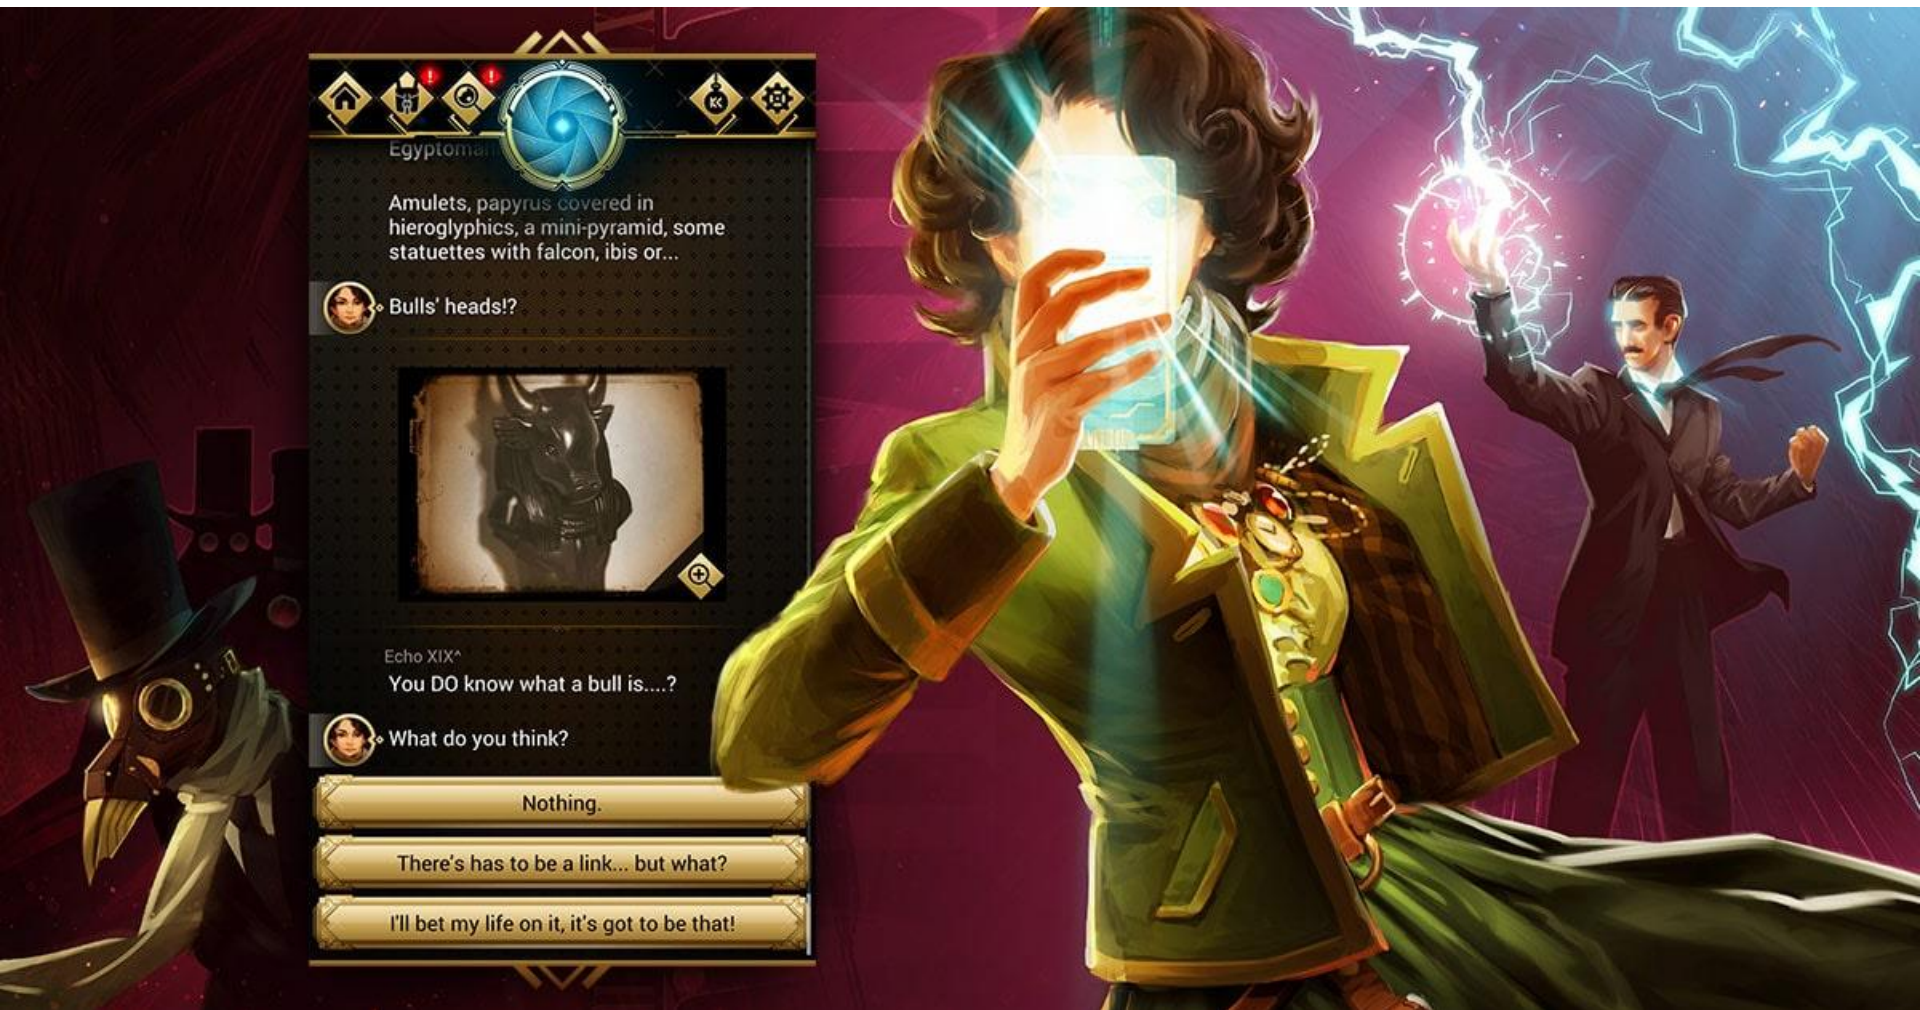 Amulets, papyrus covered in
hieroglyphics, a mini-pyramid, some
statuettes with falcon, ibis or...
Bulls' heads!?
Echo XIX^
You DO know what a bull is....?
What do you think?
Nothing.
There's has to be a link... but what?
I'll bet my life on it, it's got to be that!